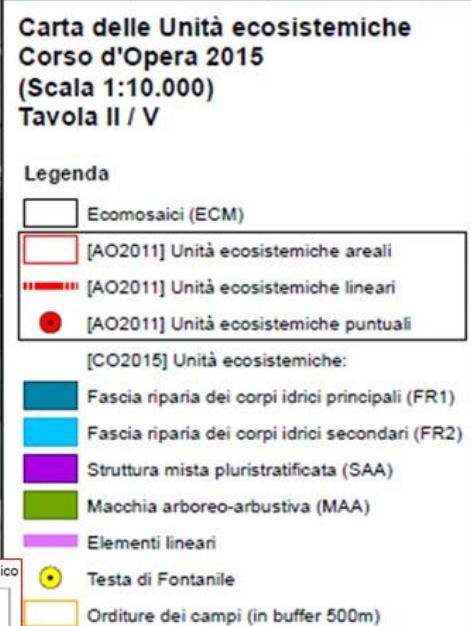 Carta delle Unità ecosistemiche
Corso d'Opera 2015
(Scala 1:10.000)
Tavola II / V
Legenda
Ecomosaici (ECM)
[AO2011] Unità ecosistemiche areali
[AO2011] Unità ecosistemiche lineari
[AO2011] Unità ecosistemiche puntuali
[CO2015] Unità ecosistemiche:
Fascia riparia dei corpi idrici principali (FR1)
Fascia riparia dei corpi idrici secondari (FR2)
Struttura mista pluristratificata (SAA)
Macchia arboreo-arbustiva (MAA)
Elementi lineari
ico
Testa di Fontanile
Orditure dei campi (in buffer 500m)